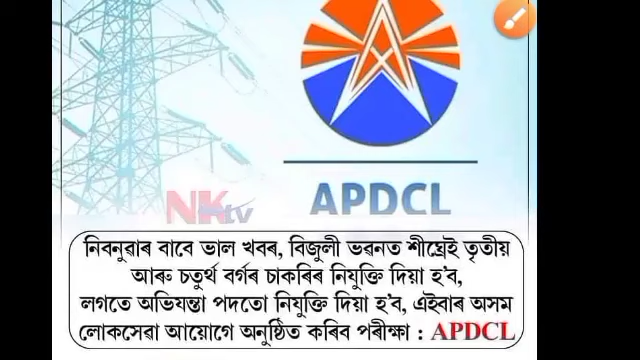 APDCL
NKtv
নিবনুৱাৰ বাবে ভাল খবৰ, বিজুলী ভৱনত শীঘ্ৰেই তৃতীয়
আৰু চতুৰ্থ বৰ্গৰ চাকৰিৰ নিযুক্তি দিয়া হ'ব,
লগতে অভিযন্তা পদতো নিযুক্তি দিয়া হ'ব, এইবাৰ অসম
লোকসেৱা আয়োগে অনুষ্ঠিত কৰিব পৰীক্ষা : APDCL